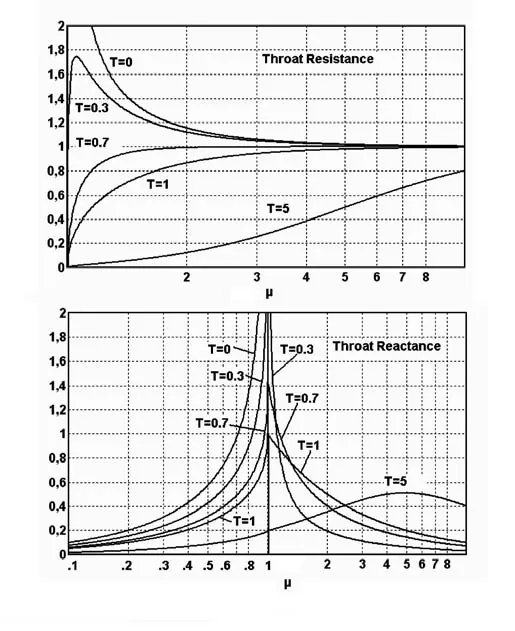 2
1,8
1,6
1,4
1,2
1
0,8
0,6
0,4
0,2
0
T=0
Throat Resistance
T=0.3
T=0.7
T=1
T=5
2 3 4 5 6 7 8
μ
2
1,8
1,6
1,4
1,2
1
0,8
0,6
0,4
0,2
0
T=0 T=0.3 Throat Reactance
T=0.3
T=0.7
T=0.7
T=1
T=5
T=1
.1 .2 .3 .4 .5 .6 .8 1 2 3 4 5 6 7 8
μ